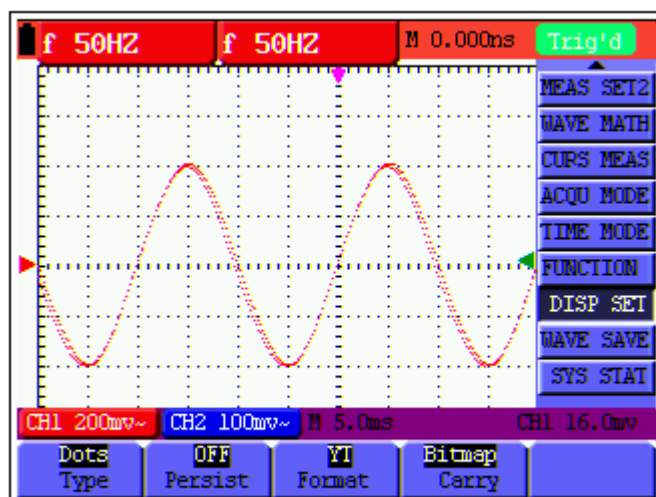 f 50HZ
f 50HZ
M 0.000ns
Trig'd
MEAS SET2
WAVE MATH
CURS MEAS
ACQU MODE
TIME MODE
FUNCTION
DISP SET
WAVE SAVE
SYS STAT
CH1 200mv~
CH2 100mv~
M 5.0ms
CH1 16.0mv
Dots
Type
OFF
Persist
YT
Format
Bitmap
Carry